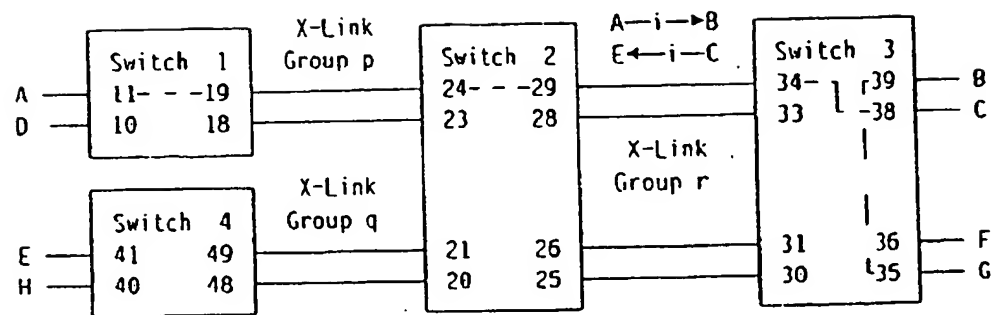 X-Link
Group p
A—i—►B
E◄—i—C
Switch 1
Switch 2
Switch 3
A 11- - -19 24- - -29 34- ┐ ┌39 B
D 10 18 23 28 33 └ -38 C
X-Link
Group r
X-Link
Group q
Switch 4
E 41 49 21 26 31 36 F
H 40 48 20 25 30 └35 G